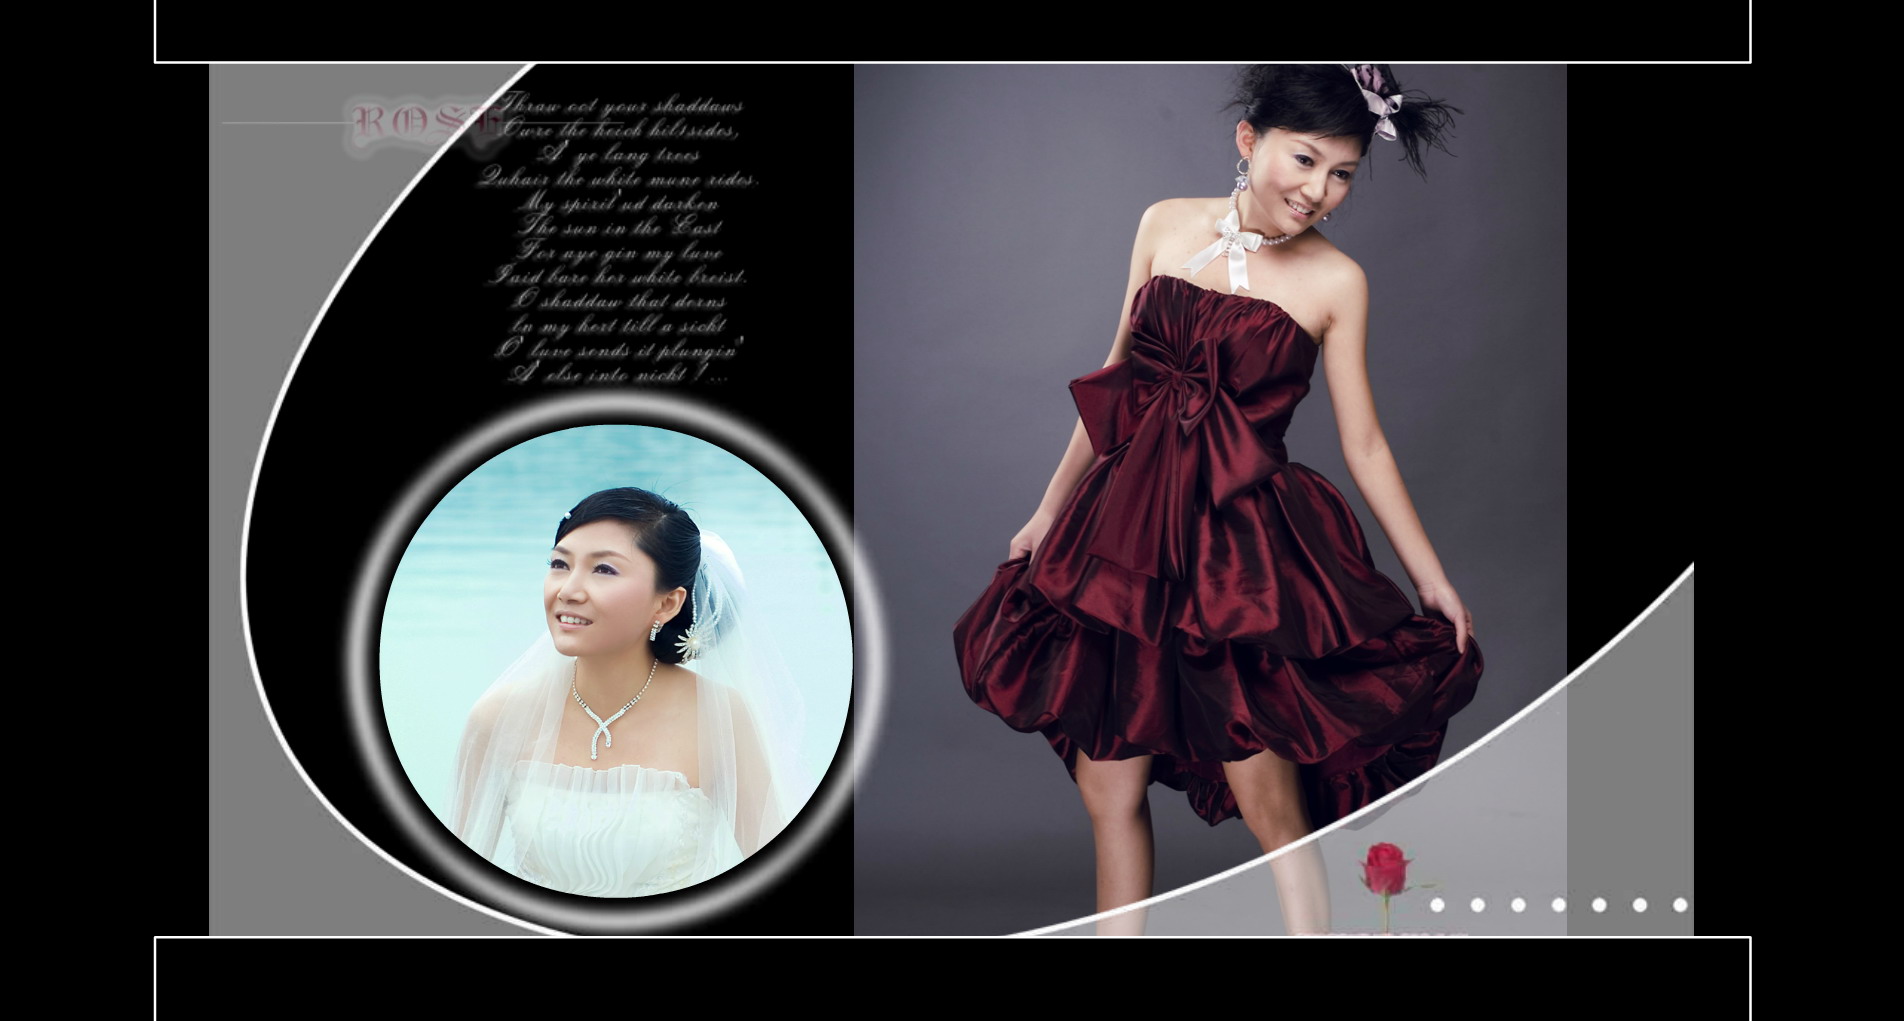 ROSE
Thraw oot your shaddaws
Owre the heich hillsides,
A' ye lang trees
Quhair the white mune rides.
My spirit 'ud darken
The sun in the East
For aye gin my luve
Laid bare her white breist.
O shaddaw that derns
In my hert till a sicht
O' luve sends it plungin'
A' else into nicht! ...